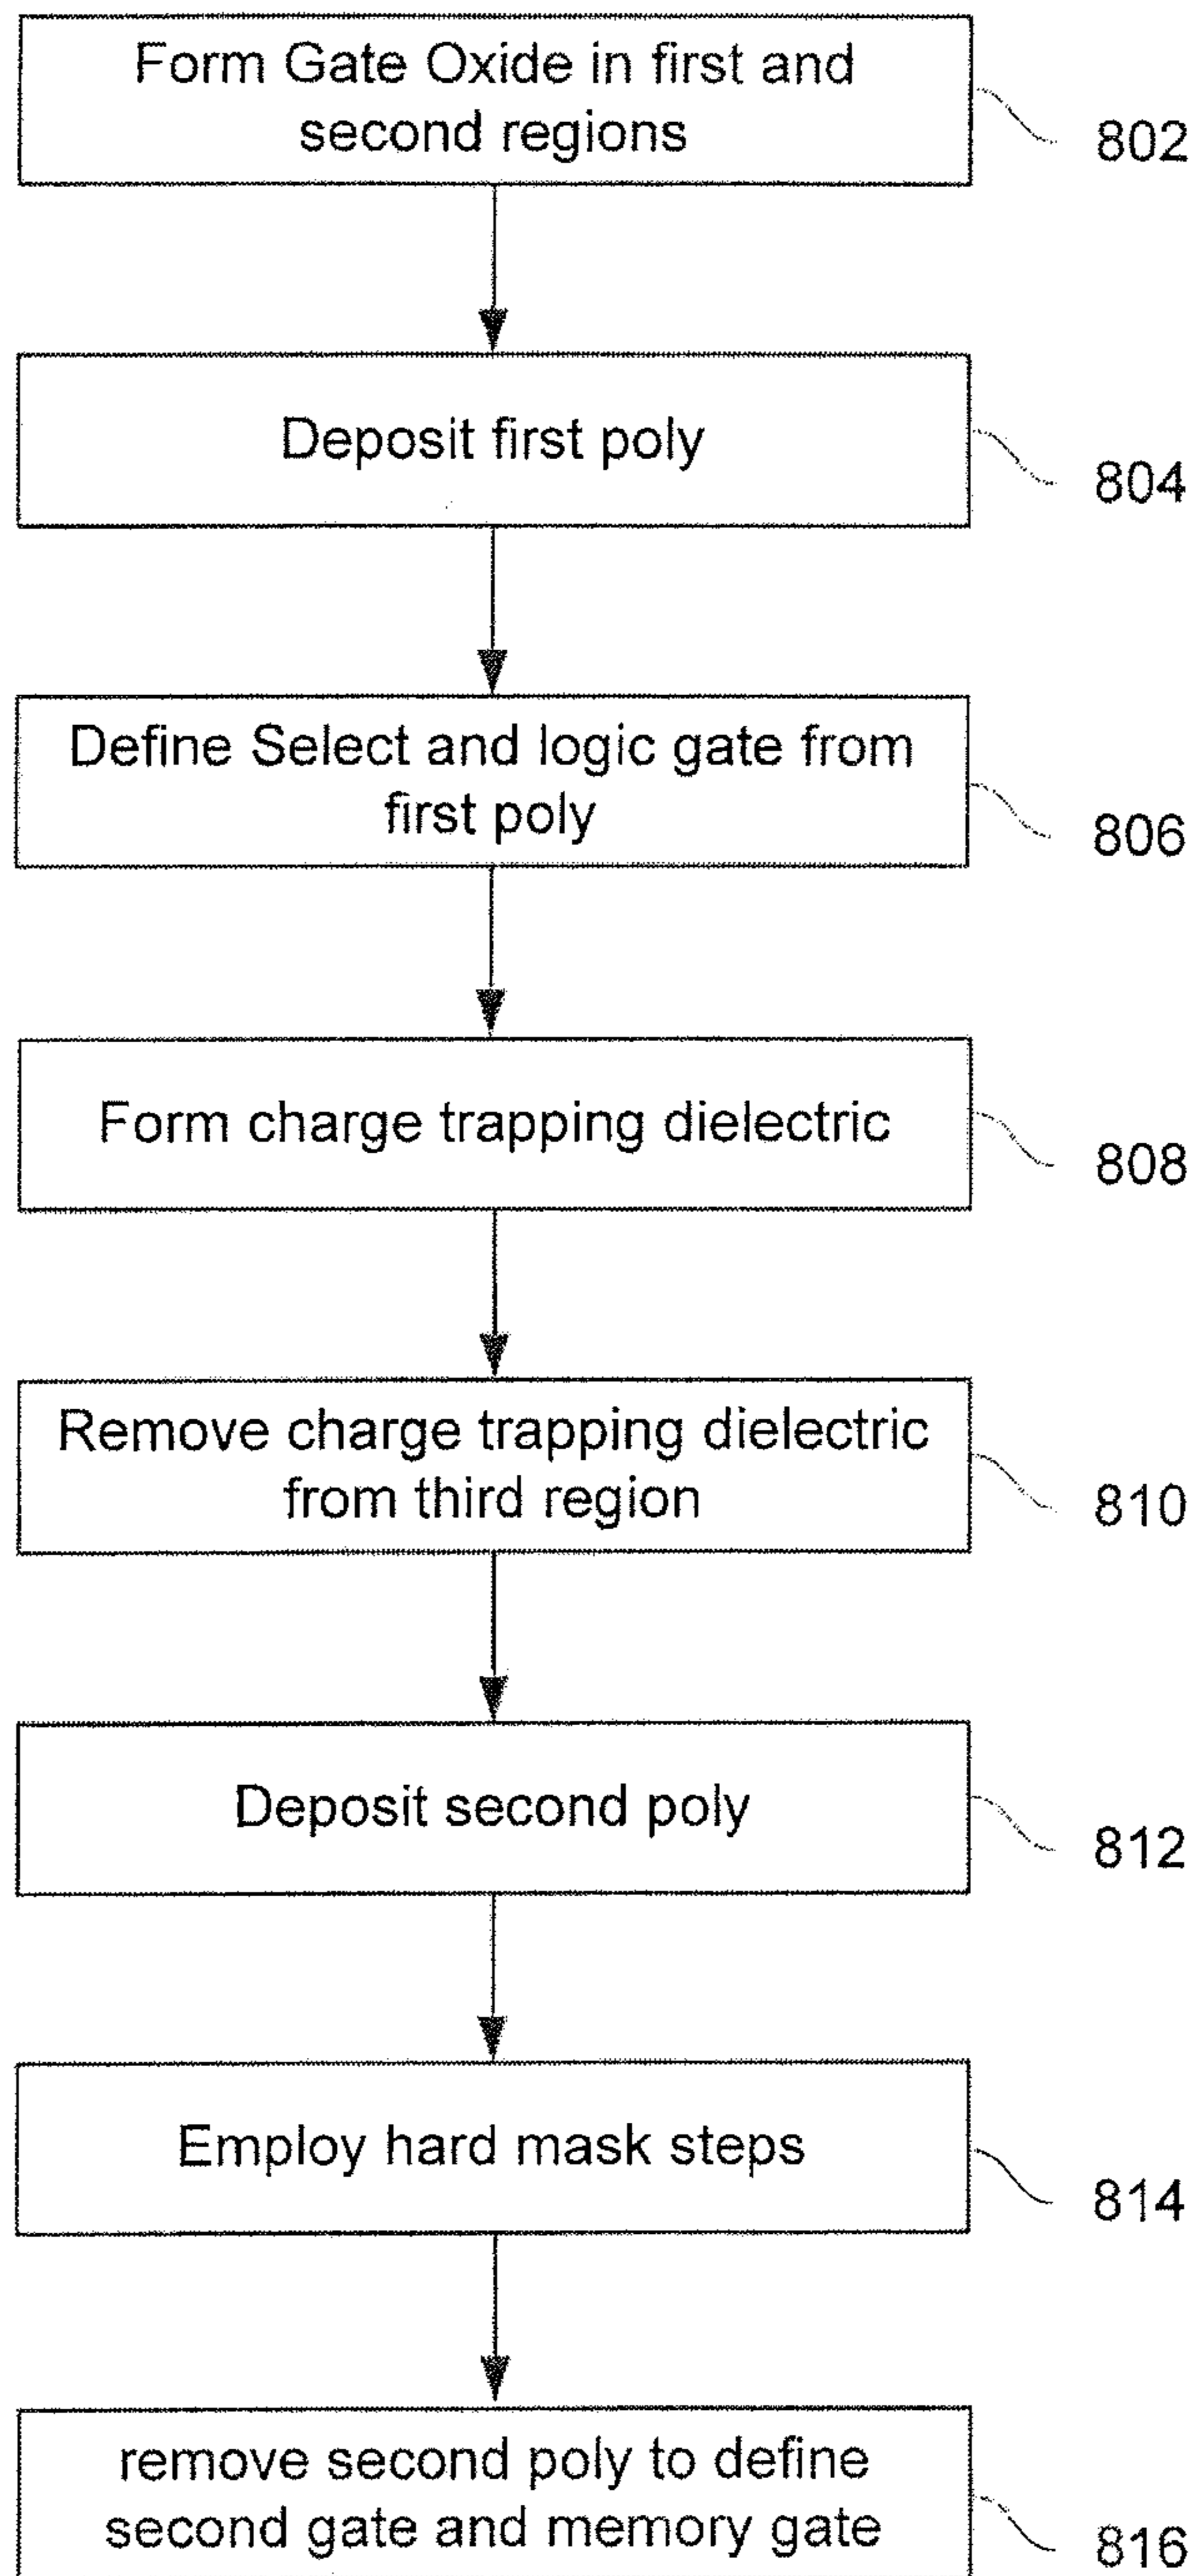 Form Gate Oxide in first and
second regions
802
Deposit first poly
804
Define Select and logic gate from
first poly
806
Form charge trapping dielectric
808
Remove charge trapping dielectric
from third region
810
Deposit second poly
812
Employ hard mask steps
814
remove second poly to define
second gate and memory gate
816